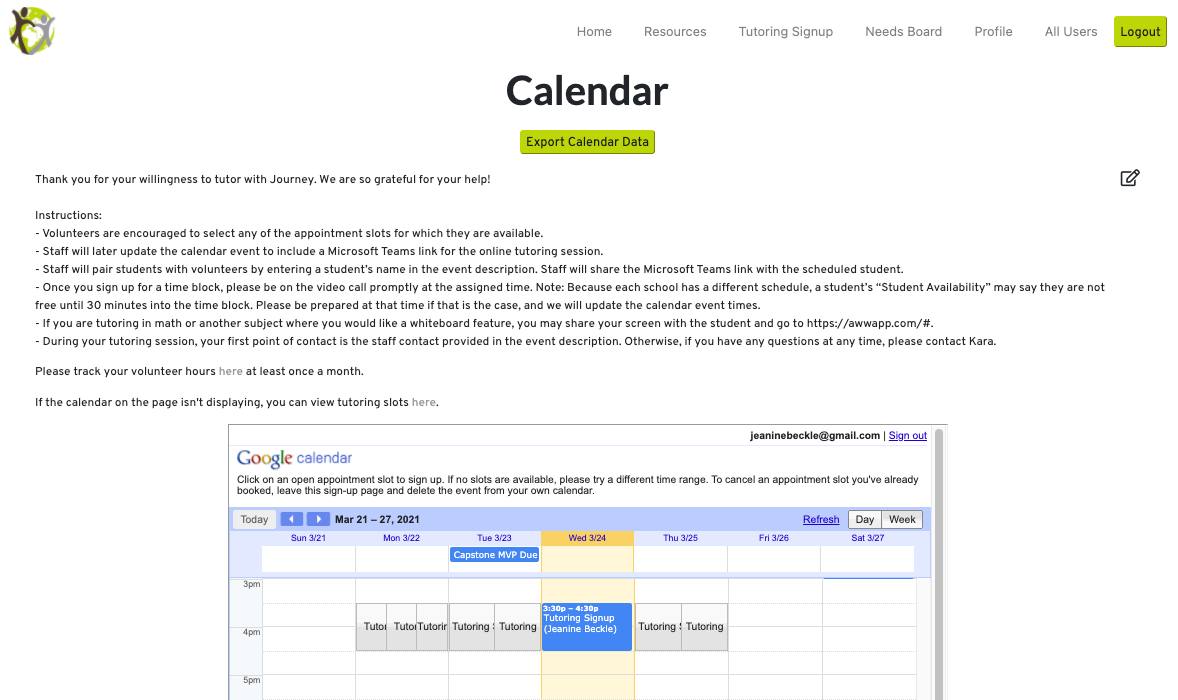 Home Resources Tutoring Signup Needs Board Profile All Users Logout
Calendar
Export Calendar Data
Thank you for your willingness to tutor with Journey. We are so grateful for your help!
Instructions:
- Volunteers are encouraged to select any of the appointment slots for which they are available.
- Staff will later update the calendar event to include a Microsoft Teams link for the online tutoring session.
- Staff will pair students with volunteers by entering a student's name in the event description. Staff will share the Microsoft Teams link with the scheduled student.
- Once you sign up for a time block, please be on the video call promptly at the assigned time. Note: Because each school has a different schedule, a student's “Student Availability” may say they are not
free until 30 minutes into the time block. Please be prepared at that time if that is the case, and we will update the calendar event times.
- If you are tutoring in math or another subject where you would like a whiteboard feature, you may share your screen with the student and go to https://awwapp.com/#.
- During your tutoring session, your first point of contact is the staff contact provided in the event description. Otherwise, if you have any questions at any time, please contact Kara.
Please track your volunteer hours here at least once a month.
If the calendar on the page isn't displaying, you can view tutoring slots here.
jeaninebeckle@gmail.com | Sign out
Google calendar
Click on an open appointment slot to sign up. If no slots are available, please try a different time range. To cancel an appointment slot you've already
booked, leave this sign-up page and delete the event from your own calendar.
Today Mar 21 – 27, 2021 Refresh Day Week
Sun 3/21 Mon 3/22 Tue 3/23 Wed 3/24 Thu 3/25 Fri 3/26 Sat 3/27
Capstone MVP Due
3pm
3:30p – 4:30p
Tutoring Signup
(Jeanine Beckle)
Tutor Tutor Tutorin Tutoring S Tutoring Tutoring S Tutoring
4pm
5pm